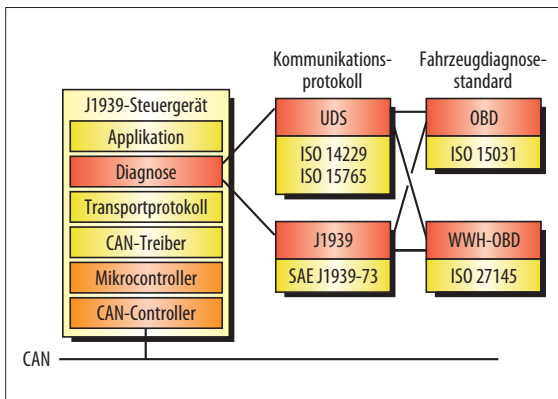 Kommunikations-
protokoll
Fahrzeugdiagnose-
standard
J1939-Steuergerät
Applikation
Diagnose
Transportprotokoll
CAN-Treiber
Mikrocontroller
CAN-Controller
UDS
ISO 14229
ISO 15765
OBD
ISO 15031
J1939
SAE J1939-73
WWH-OBD
ISO 27145
CAN